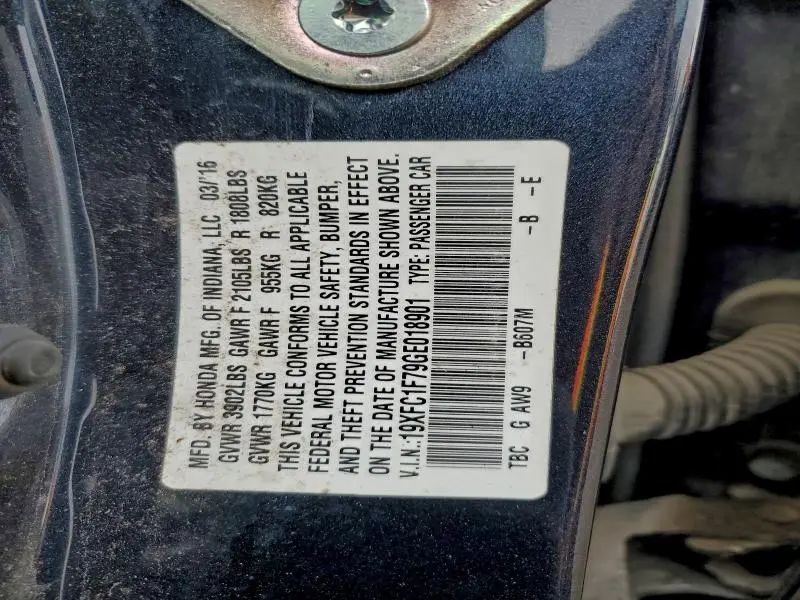 MFD. BY HONDA MFG. OF INDIANA, LLC 03/16
GVWR 3902LBS GAWR F 2105LBS R 1808LBS
GVWR 1770KG GAWR F 955KG R 820KG
THIS VEHICLE CONFORMS TO ALL APPLICABLE
FEDERAL MOTOR VEHICLE SAFETY, BUMPER,
AND THEFT PREVENTION STANDARDS IN EFFECT
ON THE DATE OF MANUFACTURE SHOWN ABOVE.
V.I.N.:19XFC1F79GE018901 TYPE: PASSENGER CAR
TBC G AW9 -B607M -B -E